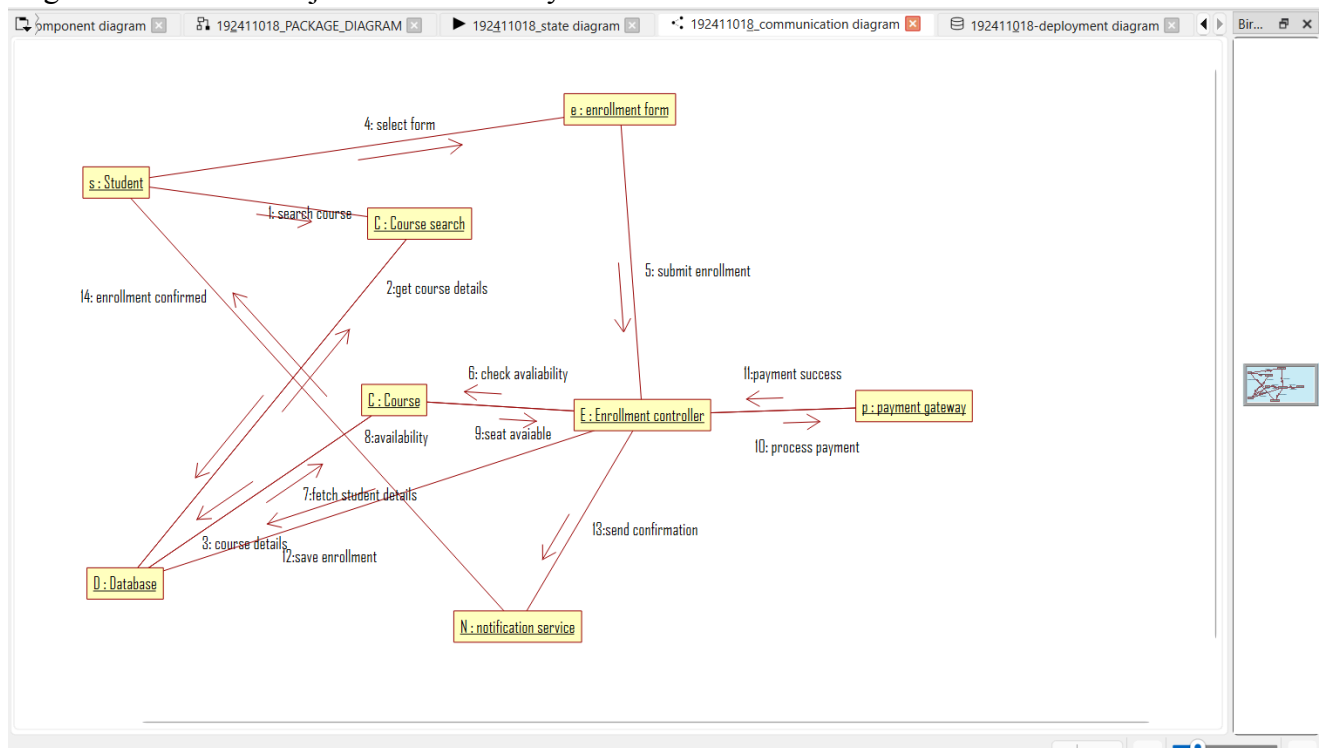 omponent diagram
192411018_PACKAGE_DIAGRAM
192411018_state diagram
192411018_communication diagram
192411018-deployment diagram
Bir...
e : enrollment form
4: select form
s : Student
1: search course
C : Course search
5: submit enrollment
2:get course details
14: enrollment confirmed
6: check avaliability
11:payment success
C : Course
E : Enrollment controller
p : payment gateway
8:availability
9:seat avaiable
10: process payment
7:fetch student details
13:send confirmation
3: course details
12:save enrollment
D : Database
N : notification service